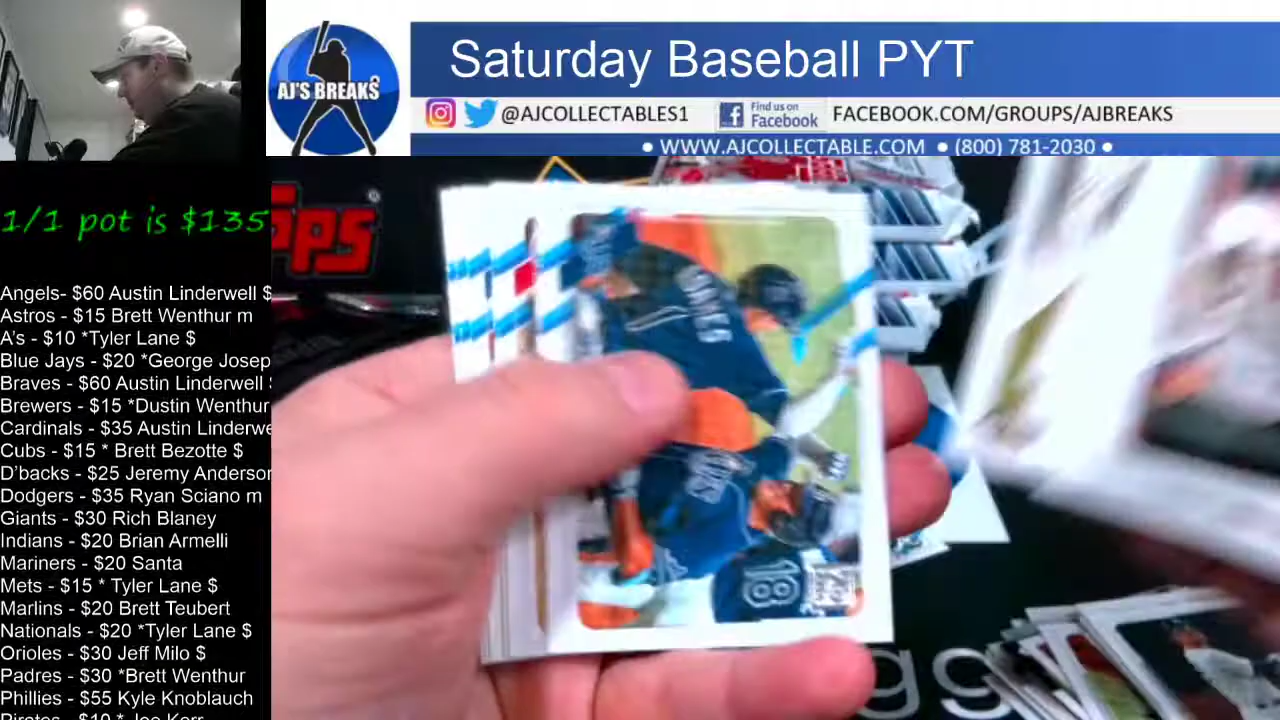 Saturday Baseball PYT
AJ'S BREAKS
@AJCOLLECTABLES1
Find us on
Facebook
FACEBOOK.COM/GROUPS/AJBREAKS
• WWW.AJCOLLECTABLE.COM • (800) 781-2030 •
1/1 pot is $135
Angels- $60 Austin Linderwell $
Astros - $15 Brett Wenthur m
A's - $10 *Tyler Lane $
Blue Jays - $20 *George Josep
Braves - $60 Austin Linderwell
Brewers - $15 *Dustin Wenthur
Cardinals - $35 Austin Linderwe
Cubs - $15 * Brett Bezotte $
D'backs - $25 Jeremy Anderson
Dodgers - $35 Ryan Sciano m
Giants - $30 Rich Blaney
Indians - $20 Brian Armelli
Mariners - $20 Santa
Mets - $15 * Tyler Lane $
Marlins - $20 Brett Teubert
Nationals - $20 *Tyler Lane $
Orioles - $30 Jeff Milo $
Padres - $30 *Brett Wenthur
Phillies - $55 Kyle Knoblauch
Pirates - $10 * Joe Kerr
18